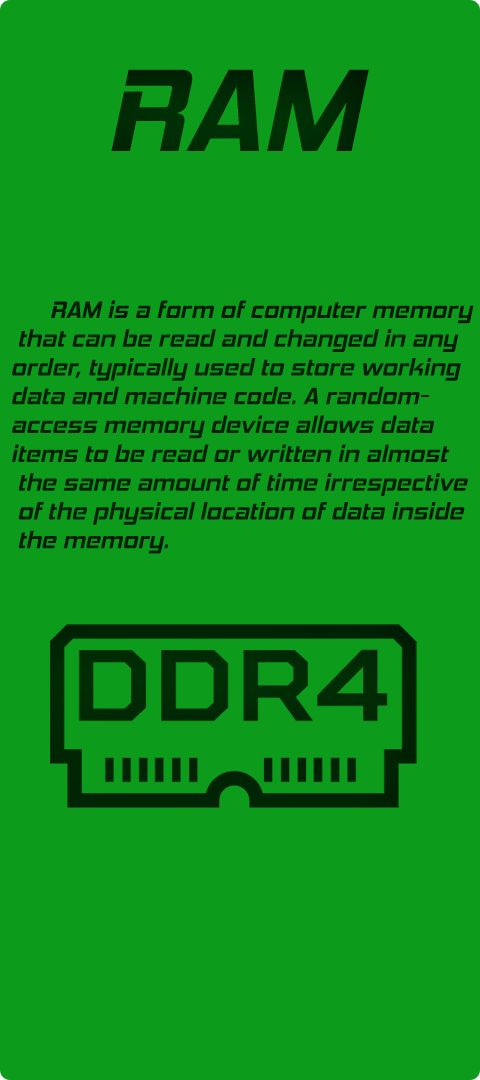 RAM
RAM is a form of computer memory
that can be read and changed in any
order, typically used to store working
data and machine code. A random-
access memory device allows data
items to be read or written in almost
the same amount of time irrespective
of the physical location of data inside
the memory.
DDR4